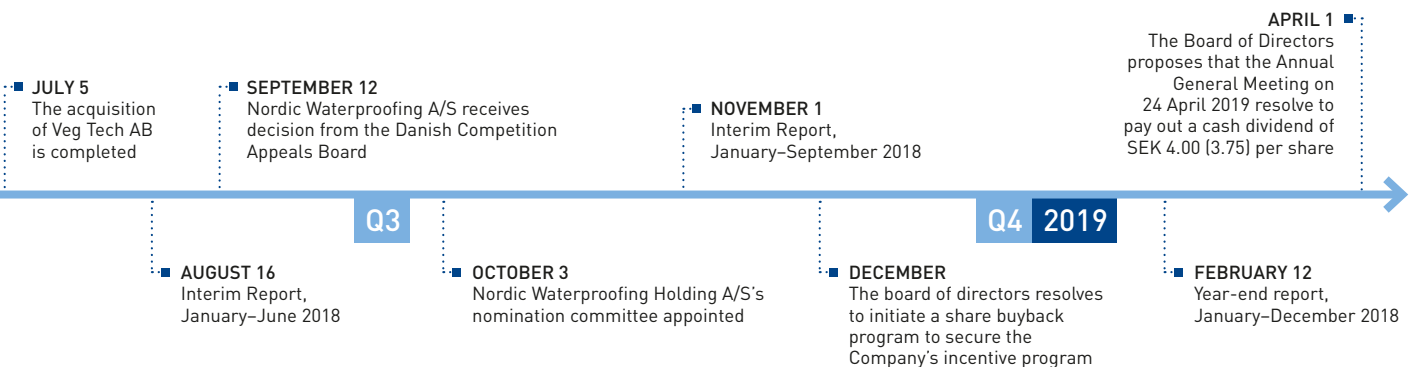 JULY 5
The acquisition
of Veg Tech AB
is completed
SEPTEMBER 12
Nordic Waterproofing A/S receives
decision from the Danish Competition
Appeals Board
NOVEMBER 1
Interim Report,
January–September 2018
APRIL 1
The Board of Directors
proposes that the Annual
General Meeting on
24 April 2019 resolve to
pay out a cash dividend of
SEK 4.00 (3.75) per share
Q3
Q4 2019
AUGUST 16
Interim Report,
January–June 2018
OCTOBER 3
Nordic Waterproofing Holding A/S’s
nomination committee appointed
DECEMBER
The board of directors resolves
to initiate a share buyback
program to secure the
Company’s incentive program
FEBRUARY 12
Year-end report,
January–December 2018